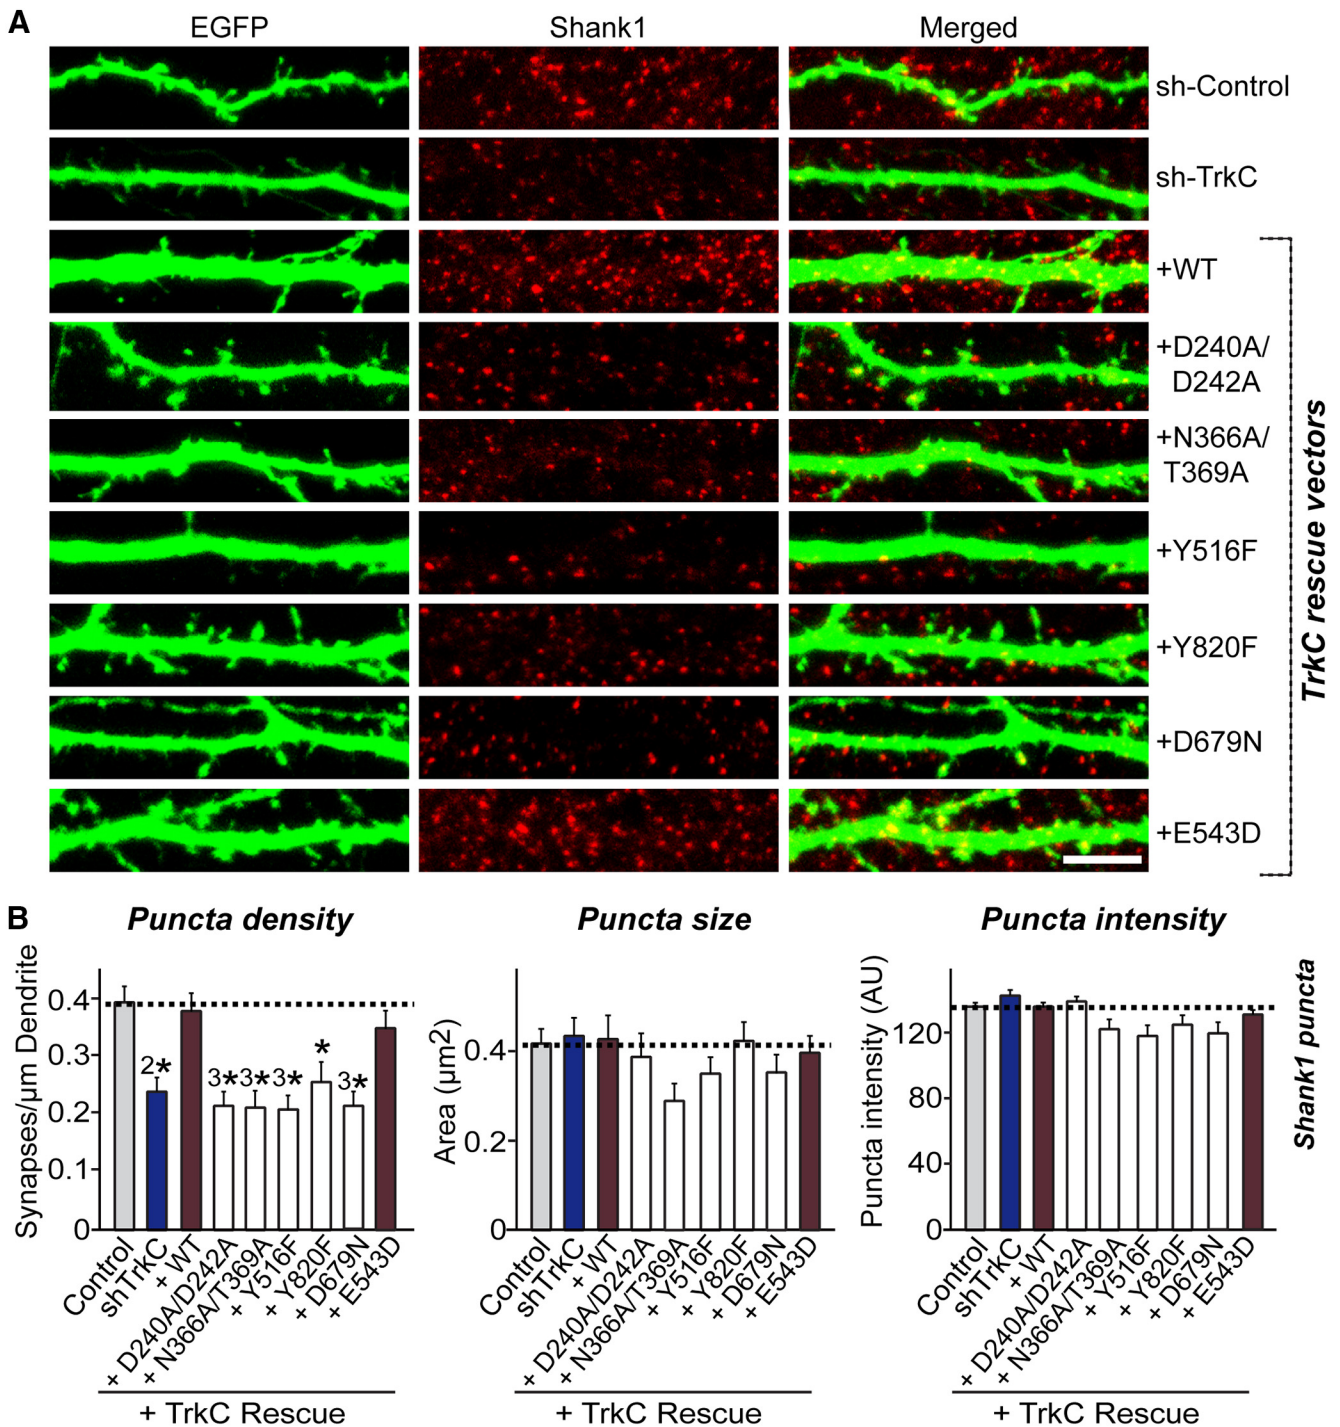 A
EGFP Shank1 Merged
sh-Control
sh-TrkC
+WT
+D240A/
D242A
+N366A/
T369A
+Y516F
+Y820F
+D679N
+E543D
TrkC rescue vectors
B
Puncta density
Synapses/μm Dendrite
0.4
0.3
0.2
0.1
0
2*
3*
3*
3*
*
3*
Control
shTrkC
+ WT
+ D240A/D242A
+ N366A/T369A
+ Y516F
+ Y820F
+ D679N
+ E543D
+ TrkC Rescue
Puncta size
Area (μm2)
0.4
0.2
0
Control
shTrkC
+ WT
+ D240A/D242A
+ N366A/T369A
+ Y516F
+ Y820F
+ D679N
+ E543D
+ TrkC Rescue
Puncta intensity
Puncta intensity (AU)
120
80
40
0
Control
shTrkC
+ WT
+ D240A/D242A
+ N366A/T369A
+ Y516F
+ Y820F
+ D679N
+ E543D
+ TrkC Rescue
Shank1 puncta